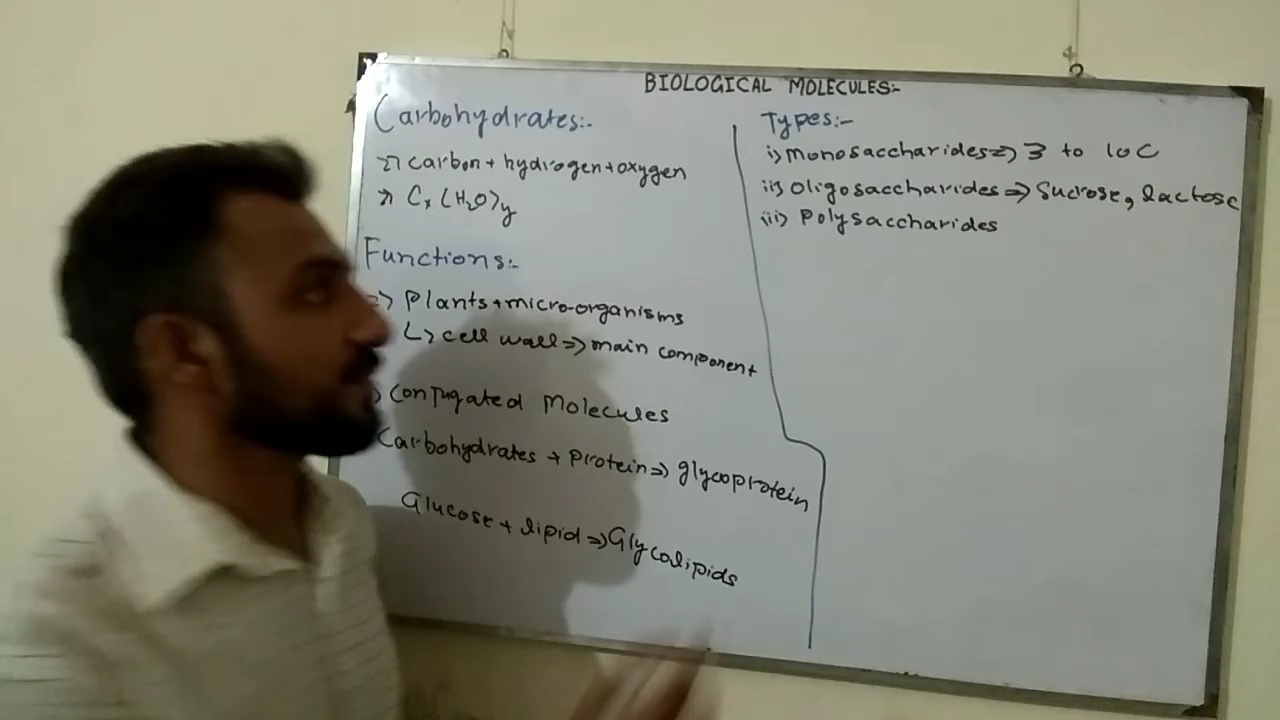 BIOLOGICAL MOLECULES:-
Carbohydrates:-
=> carbon + hydrogen + oxygen
=> Cx (H2O)y
Functions:-
=> Plants + micro-organisms
↳ cell wall => main component
Conjugated Molecules
Carbohydrates + Protein => glycoprotein
Glucose + lipid => Glycolipids
Types:-
i) Monosaccharides => 3 to 10 C
ii) Oligosaccharides => Sucrose, lactose
iii) Polysaccharides